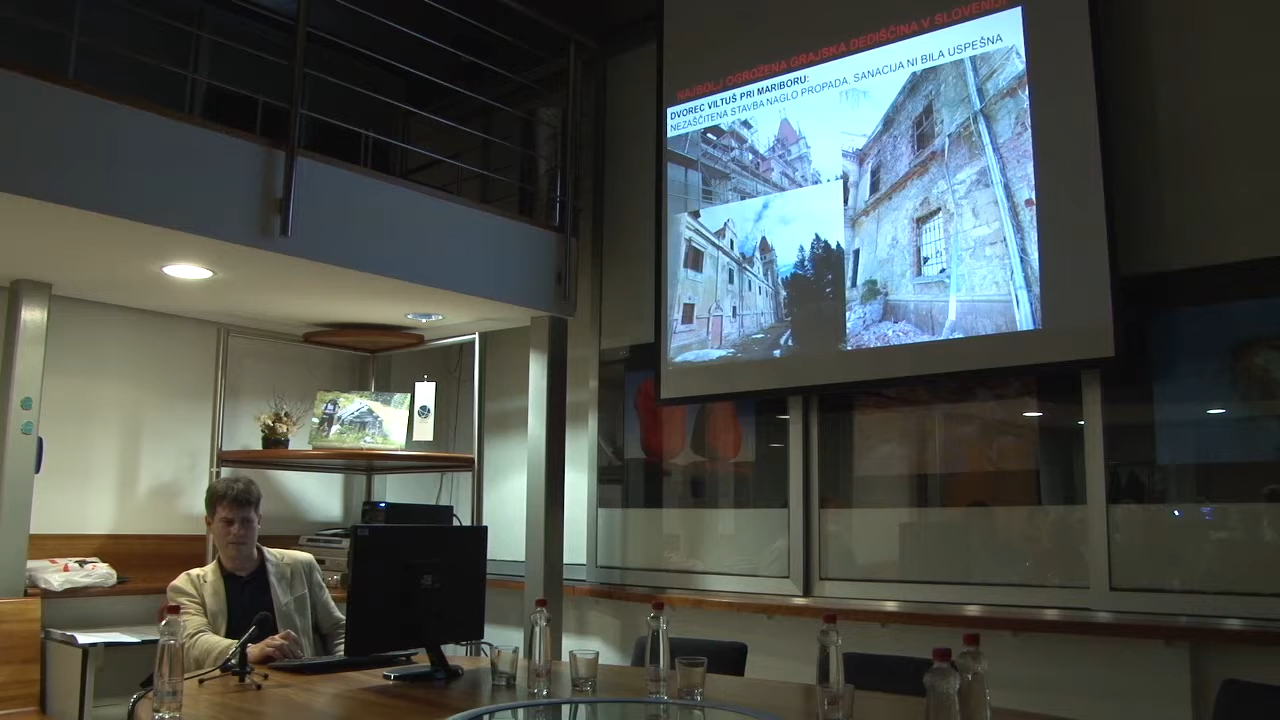 NAJBOLJ OGROŽENA GRAJSKA DEDIŠČINA V SLOVENIJI
DVOREC VILTUŠ PRI MARIBORU:
NEZAŠČITENA STAVBA NAGLO PROPADA, SANACIJA NI BILA USPEŠNA